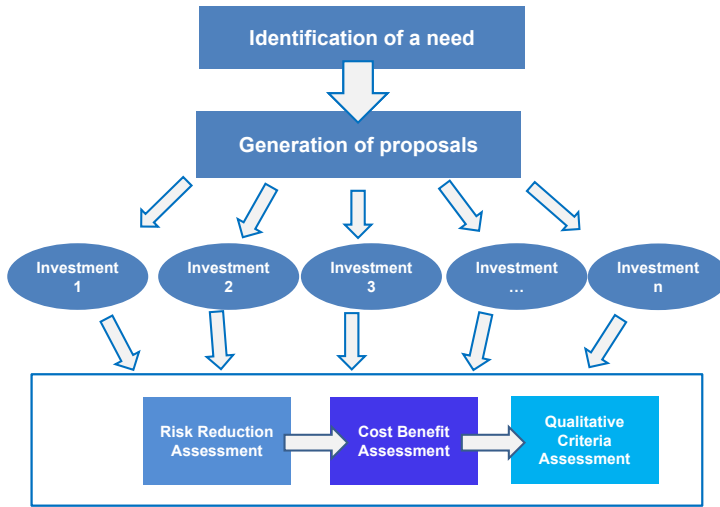 Identification of a need
Generation of proposals
Investment
1
Investment
2
Investment
3
Investment
...
Investment
n
Risk Reduction
Assessment
Cost Benefit
Assessment
Qualitative
Criteria
Assessment